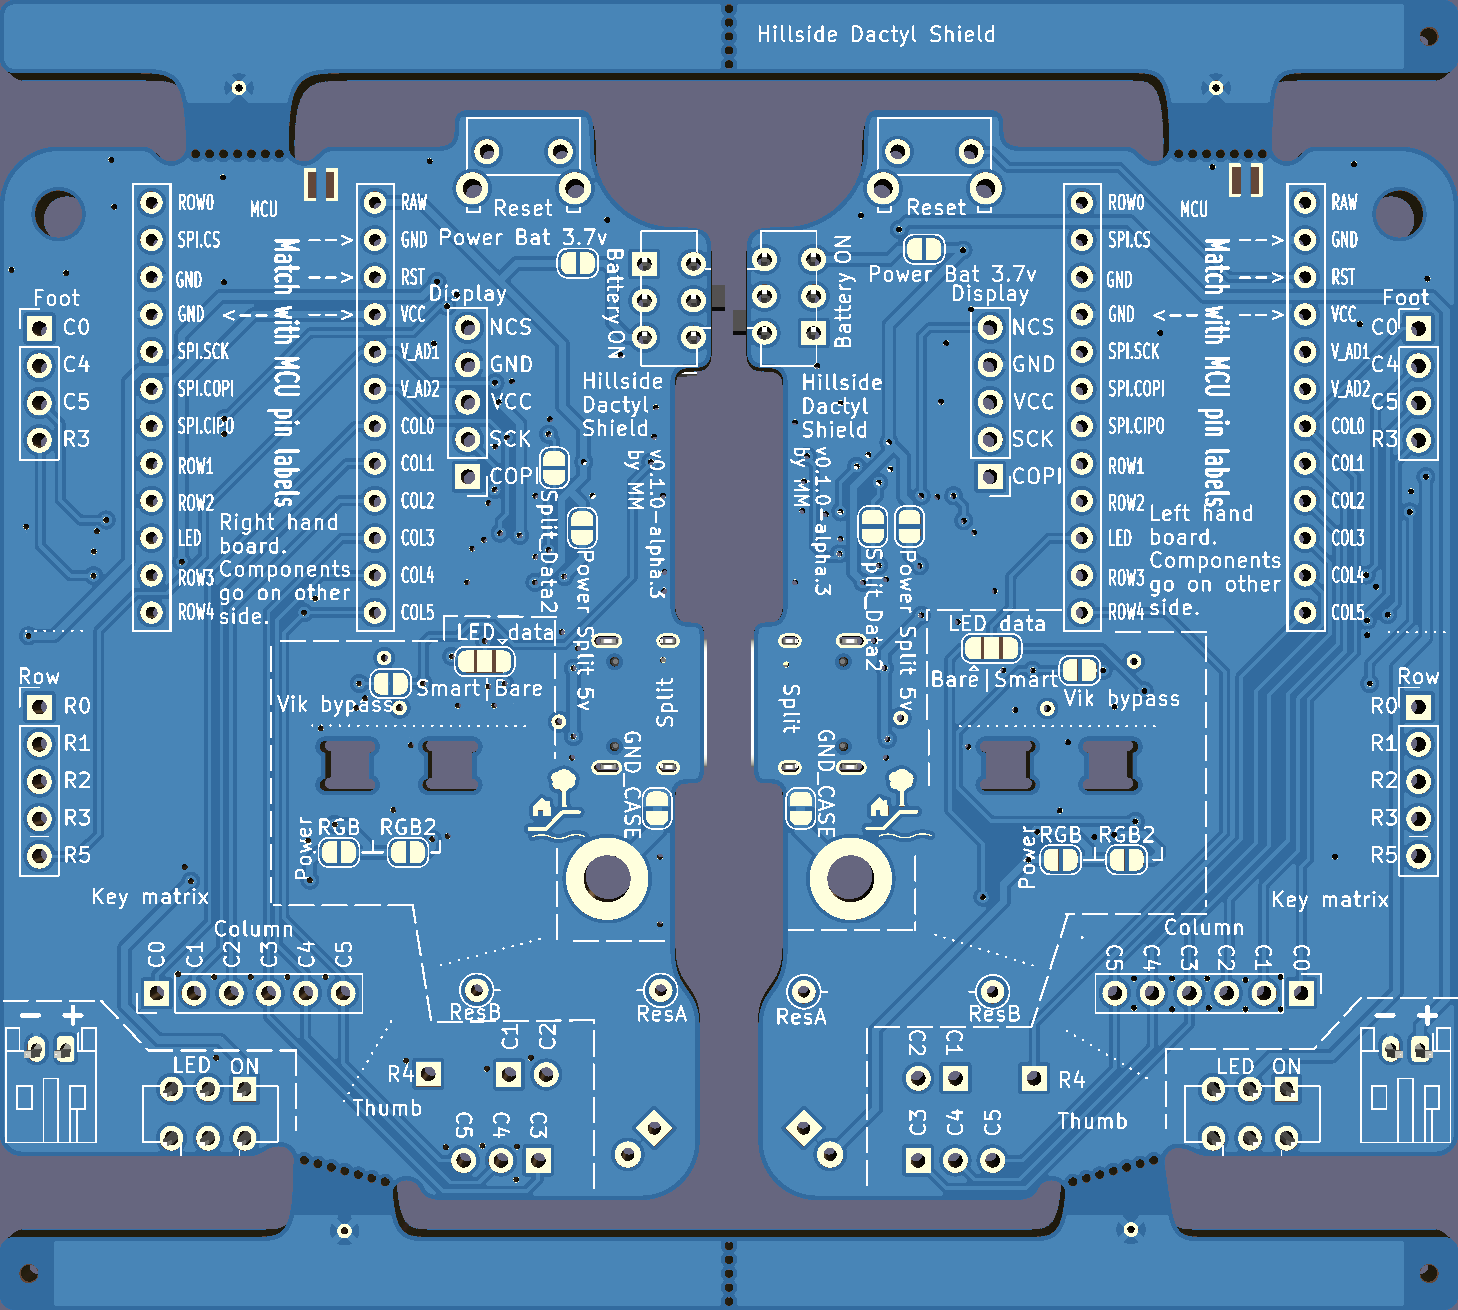 Hillside Dactyl Shield
Reset
Power Bat 3.7v
Battery ON
MCU
Match with MCU pin labels
-->
-->
<-- -->
ROW0
SPI.CS
GND
GND
SPI.SCK
SPI.COPI
SPI.CIPO
ROW1
ROW2
LED
ROW3
ROW4
RAW
GND
RST
VCC
V_AD1
V_AD2
COL0
COL1
COL2
COL3
COL4
COL5
Foot
C0
C4
C5
R3
Display
NCS
GND
VCC
SCK
COPI
Hillside
Dactyl
Shield
v0.1.0-alpha.3
by MM
Right hand
board.
Components
go on other
side.
Split_Data2
Power Split 5v
LED data
Smart|Bare
Vik bypass
Split
GND_CASE
Row
R0
R1
R2
R3
R5
Power
RGB
RGB2
Key matrix
Column
C0
C1
C2
C3
C4
C5
ResB
ResA
- +
LED ON
R4
C1
C2
Thumb
C5
C4
C3
Reset
Power Bat 3.7v
Battery ON
MCU
Match with MCU pin labels
-->
-->
<-- -->
ROW0
SPI.CS
GND
GND
SPI.SCK
SPI.COPI
SPI.CIPO
ROW1
ROW2
LED
ROW3
ROW4
RAW
GND
RST
VCC
V_AD1
V_AD2
COL0
COL1
COL2
COL3
COL4
COL5
Foot
C0
C4
C5
R3
Display
NCS
GND
VCC
SCK
COPI
Hillside
Dactyl
Shield
v0.1.0-alpha.3
by MM
Left hand
board.
Components
go on other
side.
Split_Data2
Power Split 5v
LED data
Bare|Smart
Vik bypass
Split
GND_CASE
Row
R0
R1
R2
R3
R5
Power
RGB
RGB2
Key matrix
Column
C5
C4
C3
C2
C1
C0
ResA
ResB
- +
LED ON
C2
C1
R4
Thumb
C3
C4
C5